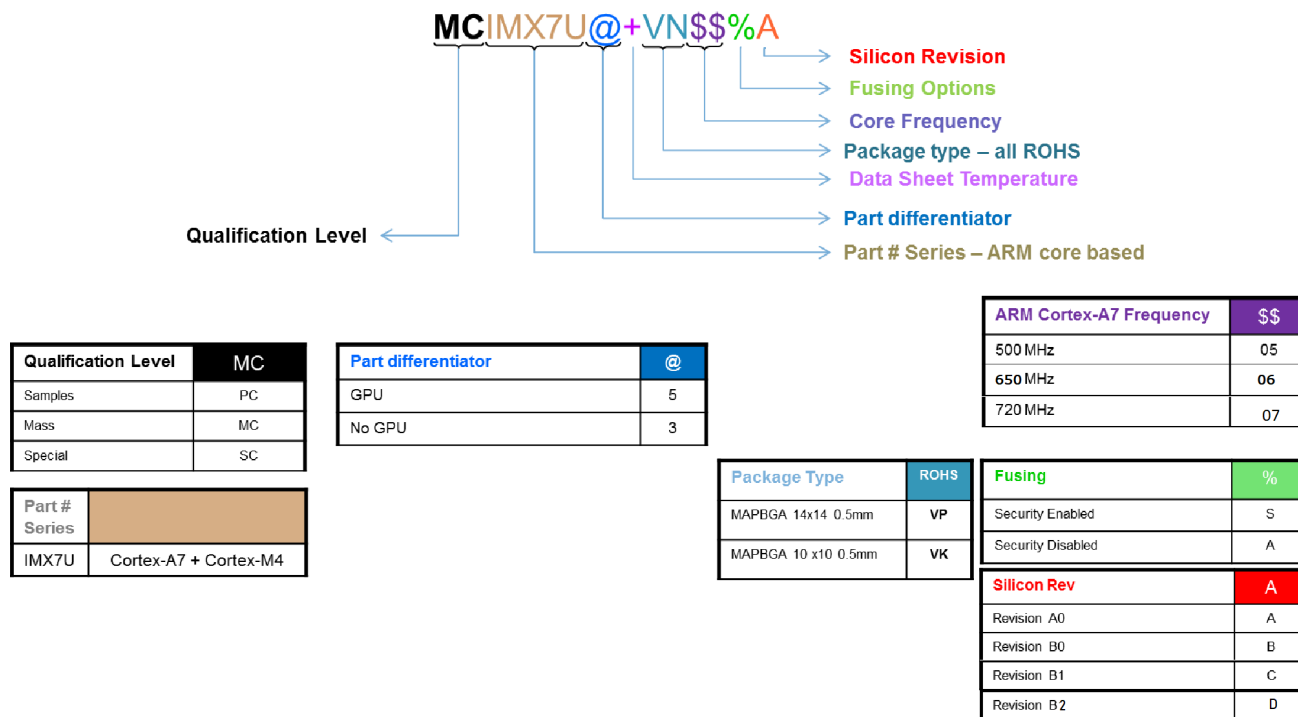 MCIMX7U@+VN$$%A
Silicon Revision
Fusing Options
Core Frequency
Package type – all ROHS
Data Sheet Temperature
Part differentiator
Qualification Level
Part # Series – ARM core based
ARM Cortex-A7 Frequency $$
500 MHz 05
650 MHz 06
720 MHz 07
Qualification Level MC
Samples PC
Mass MC
Special SC
Part differentiator @
GPU 5
No GPU 3
Part #
Series
IMX7U Cortex-A7 + Cortex-M4
Package Type ROHS
MAPBGA 14x14 0.5mm VP
MAPBGA 10 x10 0.5mm VK
Fusing %
Security Enabled S
Security Disabled A
Silicon Rev A
Revision A0 A
Revision B0 B
Revision B1 C
Revision B2 D